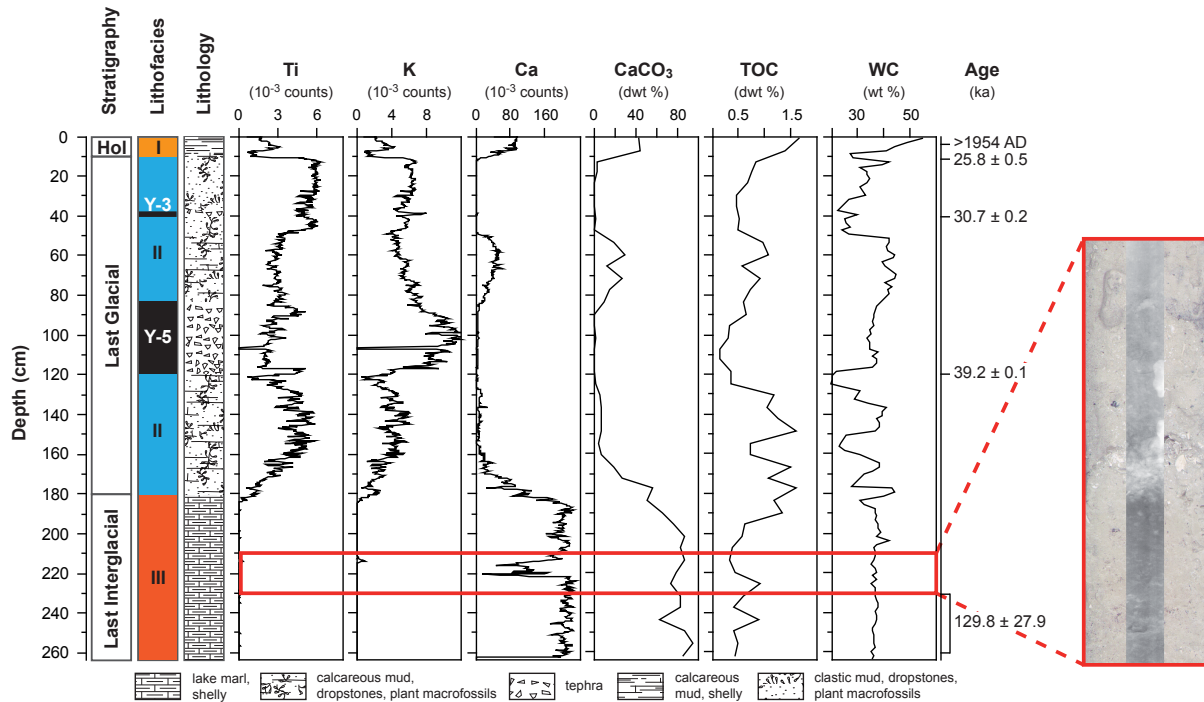 Stratigraphy
Lithofacies
Lithology
Ti
K
Ca
CaCO₃
TOC
WC
Age
(10⁻³ counts)
(10⁻³ counts)
(10⁻³ counts)
(dwt %)
(dwt %)
(wt %)
(ka)
0 3 6
0 4 8
0 160
0 40 80
0.5 1.5
30 50
Depth (cm)
0
20
40
60
80
100
120
140
160
180
200
220
240
260
Hol
Last Glacial
Last Interglacial
I
Y-3
II
Y-5
II
III
>1954 AD
25.8 ± 0.5
30.7 ± 0.2
39.2 ± 0.1
129.8 ± 27.9
lake marl,
shelly
calcareous mud,
dropstones, plant macrofossils
tephra
calcareous
mud, shelly
clastic mud, dropstones,
plant macrofossils